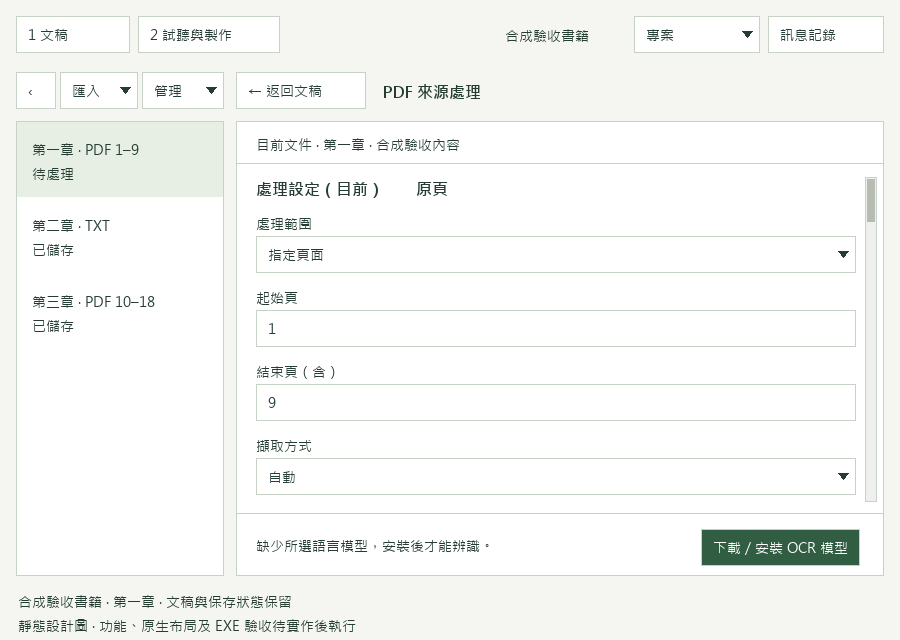 1 文稿
2 試聽與製作
合成驗收書籍
專案
訊息記錄
‹
匯入
管理
← 返回文稿
PDF 來源處理
第一章 · PDF 1–9
待處理
第二章 · TXT
已儲存
第三章 · PDF 10–18
已儲存
目前文件 · 第一章 · 合成驗收內容
處理設定（目前）
原頁
處理範圍
指定頁面
起始頁
1
結束頁（含）
9
擷取方式
自動
缺少所選語言模型，安裝後才能辨識。
下載 / 安裝 OCR 模型
合成驗收書籍 · 第一章 · 文稿與保存狀態保留
靜態設計圖 · 功能、原生布局及 EXE 驗收待實作後執行